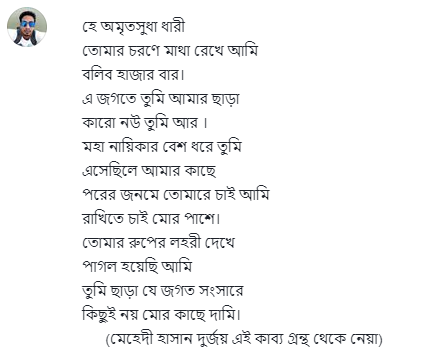 হে অমৃতসুধা ধারী
তোমার চরণে মাথা রেখে আমি
বলিব হাজার বার।
এ জগতে তুমি আমার ছাড়া
কারো নউ তুমি আর ।
মহা নায়িকার বেশ ধরে তুমি
এসেছিলে আমার কাছে
পরের জনমে তোমারে চাই আমি
রাখিতে চাই মোর পাশে।
তোমার রুপের লহরী দেখে
পাগল হয়েছি আমি
তুমি ছাড়া যে জগত সংসারে
কিছুই নয় মোর কাছে দামি।
(মেহেদী হাসান দুর্জয় এই কাব্য গ্রন্থ থেকে নেয়া)